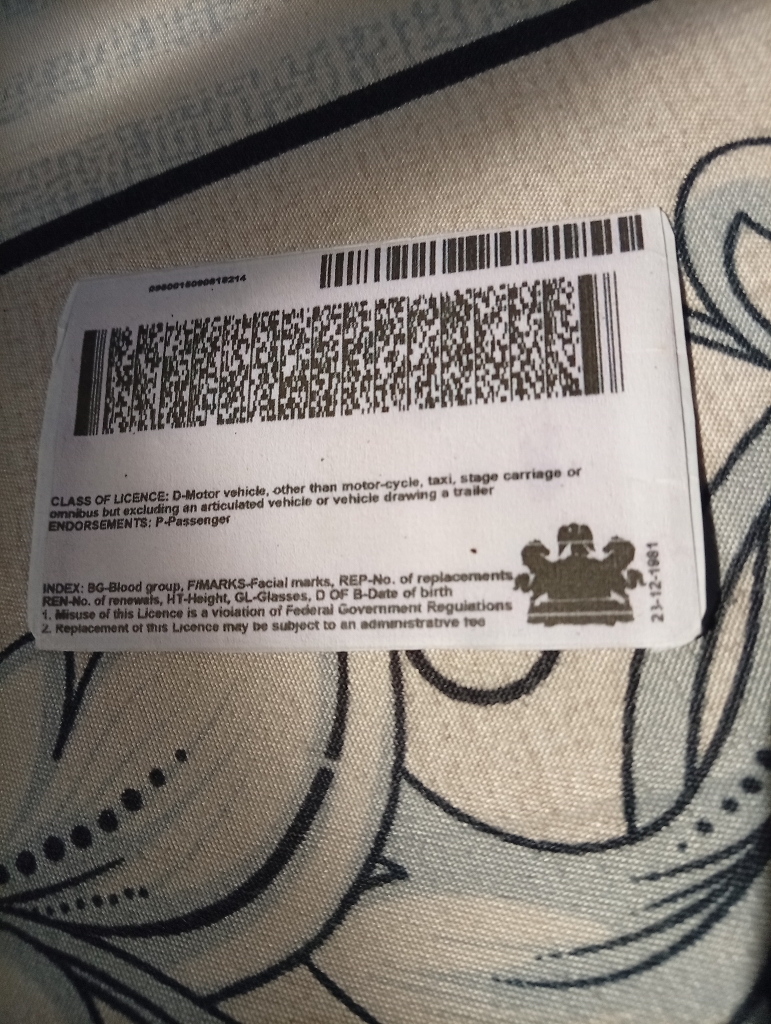 0960015090815214
CLASS OF LICENCE: D-Motor vehicle, other than motor-cycle, taxi, stage carriage or
omnibus but excluding an articulated vehicle or vehicle drawing a trailer
ENDORSEMENTS: P-Passenger
INDEX: BG-Blood group, F/MARKS-Facial marks, REP-No. of replacements
REN-No. of renewals, HT-Height, GL-Glasses, D OF B-Date of birth
1. Misuse of this Licence is a violation of Federal Government Regulations
2. Replacement of this Licence may be subject to an administrative fee
23-12-1981